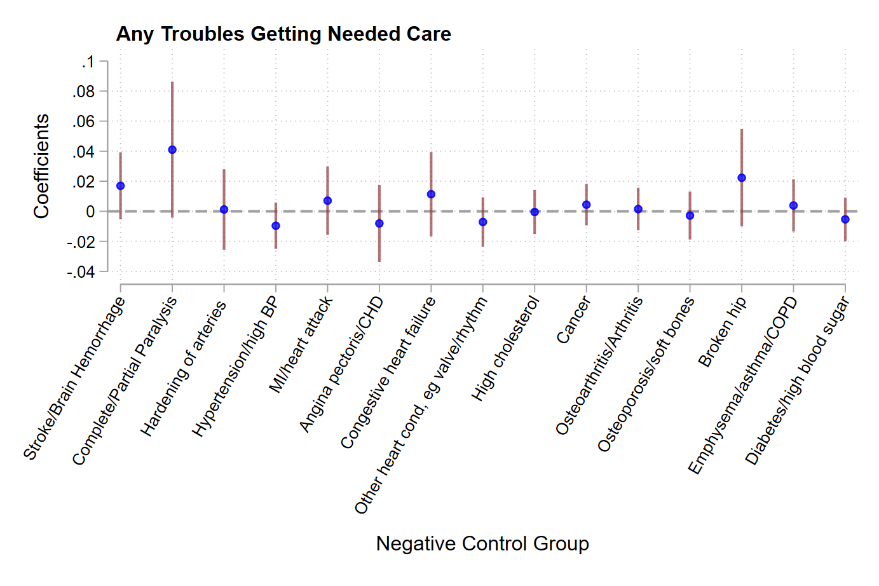 Any Troubles Getting Needed Care
Coefficients
.1
.08
.06
.04
.02
0
-.02
-.04
Stroke/Brain Hemorrhage
Complete/Partial Paralysis
Hardening of arteries
Hypertension/high BP
MI/heart attack
Angina pectoris/CHD
Congestive heart failure
Other heart cond, eg valve/rhythm
High cholesterol
Cancer
Osteoarthritis/Arthritis
Osteoporosis/soft bones
Broken hip
Emphysema/asthma/COPD
Diabetes/high blood sugar
Negative Control Group